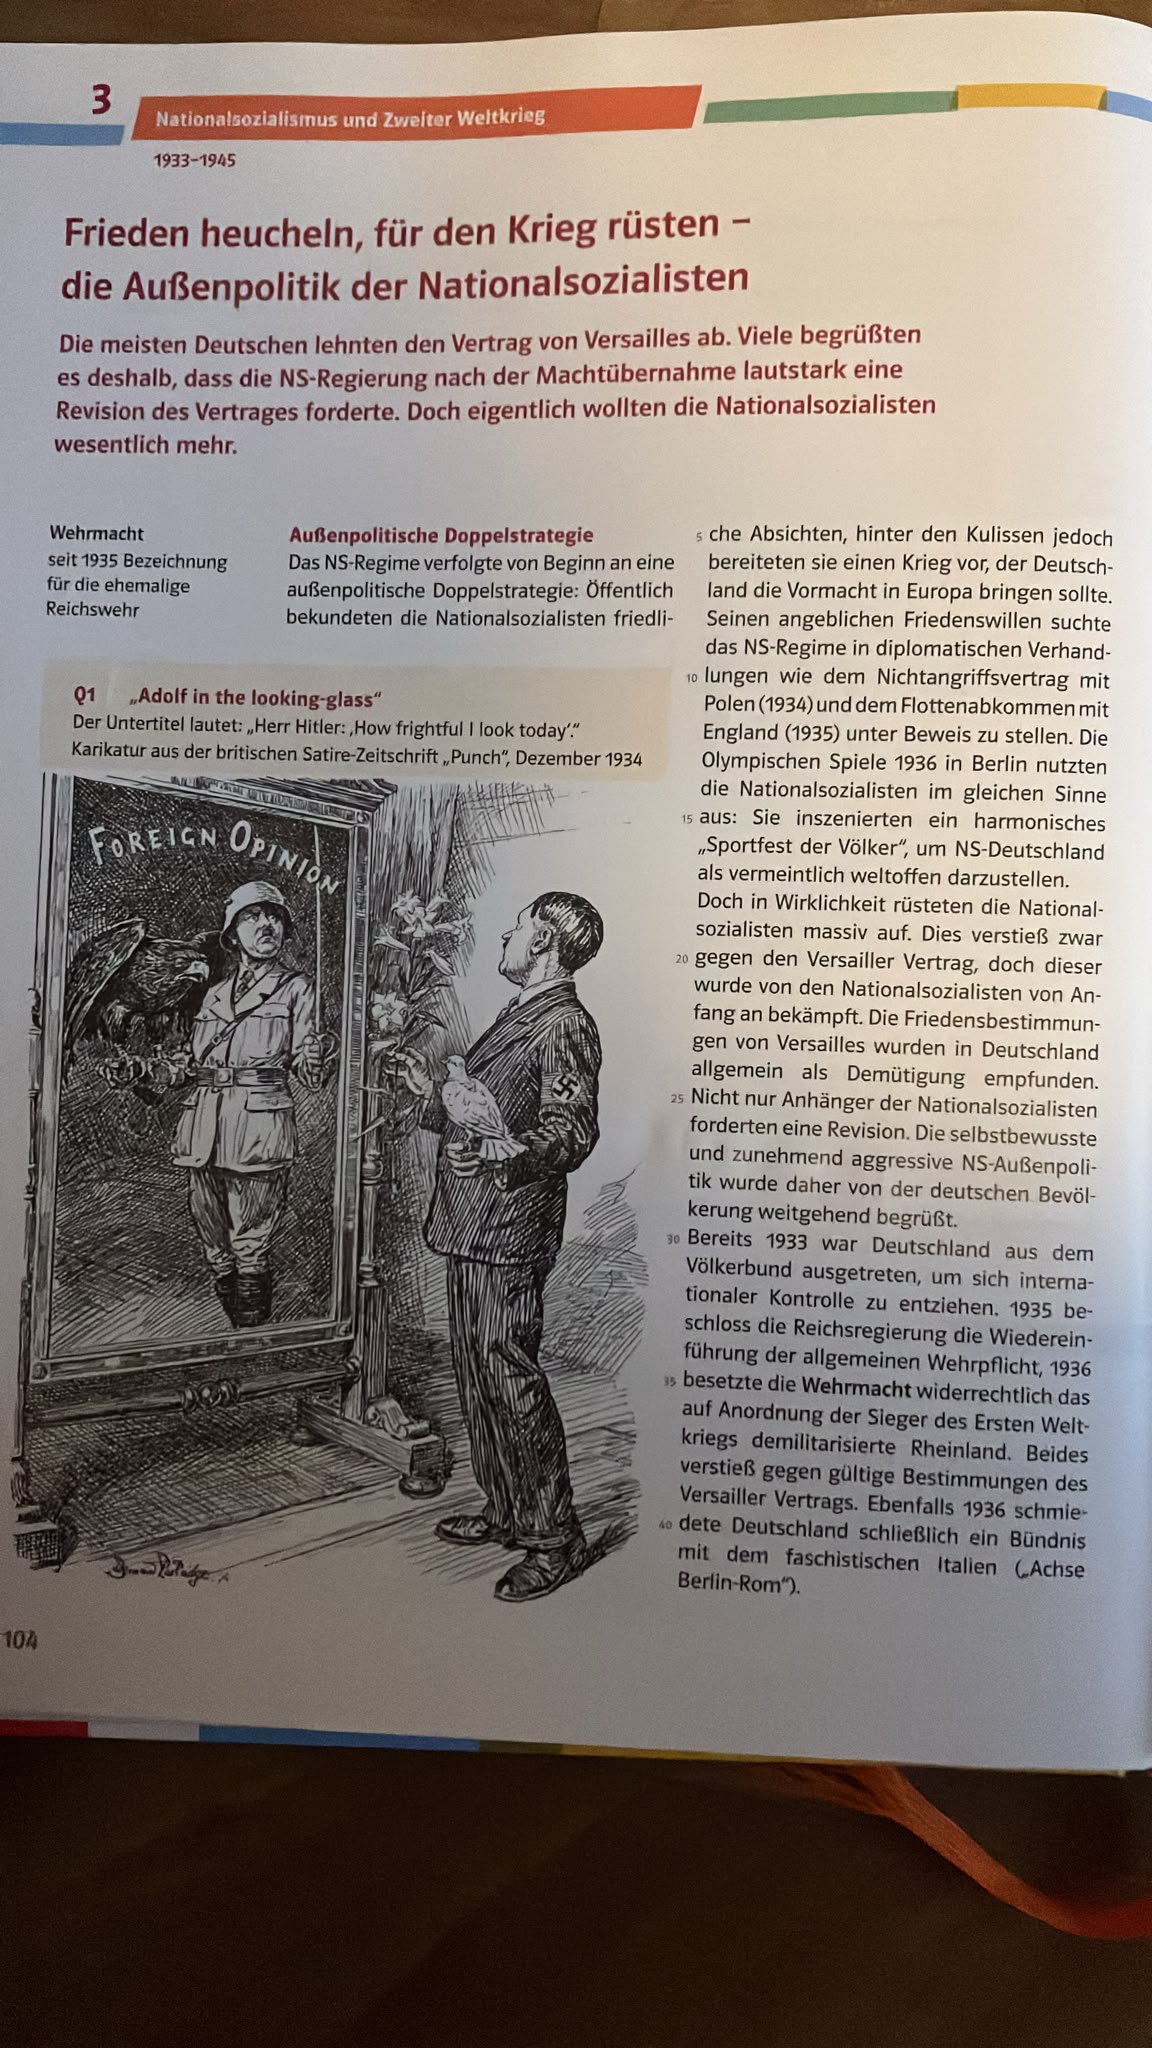 3
Nationalsozialismus und Zweiter Weltkrieg
1933–1945
Frieden heucheln, für den Krieg rüsten –
die Außenpolitik der Nationalsozialisten
Die meisten Deutschen lehnten den Vertrag von Versailles ab. Viele begrüßten
es deshalb, dass die NS-Regierung nach der Machtübernahme lautstark eine
Revision des Vertrages forderte. Doch eigentlich wollten die Nationalsozialisten
wesentlich mehr.
Wehrmacht
seit 1935 Bezeichnung
für die ehemalige
Reichswehr
Außenpolitische Doppelstrategie
Das NS-Regime verfolgte von Beginn an eine
außenpolitische Doppelstrategie: Öffentlich
bekundeten die Nationalsozialisten friedli-
Q1 „Adolf in the looking-glass“
Der Untertitel lautet: „Herr Hitler: ‚How frightful I look today‘.“
Karikatur aus der britischen Satire-Zeitschrift „Punch“, Dezember 1934
FOREIGN OPINION
5 che Absichten, hinter den Kulissen jedoch
bereiteten sie einen Krieg vor, der Deutsch-
land die Vormacht in Europa bringen sollte.
Seinen angeblichen Friedenswillen suchte
das NS-Regime in diplomatischen Verhand-
10 lungen wie dem Nichtangriffsvertrag mit
Polen (1934) und dem Flottenabkommen mit
England (1935) unter Beweis zu stellen. Die
Olympischen Spiele 1936 in Berlin nutzten
die Nationalsozialisten im gleichen Sinne
15 aus: Sie inszenierten ein harmonisches
„Sportfest der Völker“, um NS-Deutschland
als vermeintlich weltoffen darzustellen.
Doch in Wirklichkeit rüsteten die National-
sozialisten massiv auf. Dies verstieß zwar
20 gegen den Versailler Vertrag, doch dieser
wurde von den Nationalsozialisten von An-
fang an bekämpft. Die Friedensbestimmun-
gen von Versailles wurden in Deutschland
allgemein als Demütigung empfunden.
25 Nicht nur Anhänger der Nationalsozialisten
forderten eine Revision. Die selbstbewusste
und zunehmend aggressive NS-Außenpoli-
tik wurde daher von der deutschen Bevöl-
kerung weitgehend begrüßt.
30 Bereits 1933 war Deutschland aus dem
Völkerbund ausgetreten, um sich interna-
tionaler Kontrolle zu entziehen. 1935 be-
schloss die Reichsregierung die Wiederein-
führung der allgemeinen Wehrpflicht, 1936
35 besetzte die Wehrmacht widerrechtlich das
auf Anordnung der Sieger des Ersten Welt-
kriegs demilitarisierte Rheinland. Beides
verstieß gegen gültige Bestimmungen des
Versailler Vertrags. Ebenfalls 1936 schmie-
40 dete Deutschland schließlich ein Bündnis
mit dem faschistischen Italien („Achse
Berlin-Rom“).
104